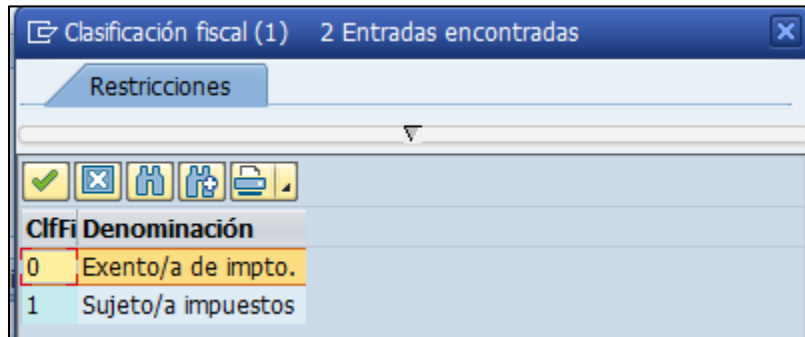 Clasificación fiscal (1) 2 Entradas encontradas
Restricciones
ClfFi Denominación
0 Exento/a de impto.
1 Sujeto/a impuestos